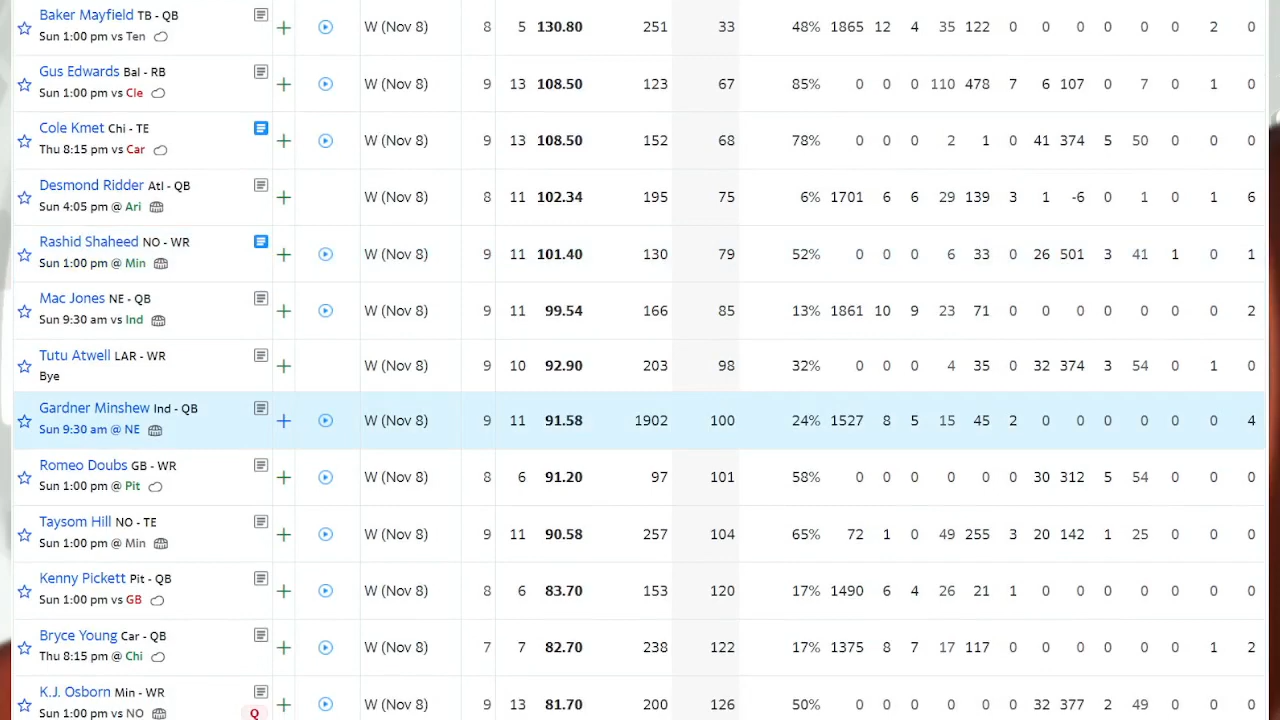 Baker Mayfield TB - QB
Sun 1:00 pm vs Ten
W (Nov 8) 8 5 130.80 251 33 48% 1865 12 4 35 122 0 0 0 0 0 0 2 0
Gus Edwards Bal - RB
Sun 1:00 pm vs Cle
W (Nov 8) 9 13 108.50 123 67 85% 0 0 0 110 478 7 6 107 0 7 0 1 0
Cole Kmet Chi - TE
Thu 8:15 pm vs Car
W (Nov 8) 9 13 108.50 152 68 78% 0 0 0 2 1 0 41 374 5 50 0 0 0
Desmond Ridder Atl - QB
Sun 4:05 pm @ Ari
W (Nov 8) 8 11 102.34 195 75 6% 1701 6 6 29 139 3 1 -6 0 1 0 1 6
Rashid Shaheed NO - WR
Sun 1:00 pm @ Min
W (Nov 8) 9 11 101.40 130 79 52% 0 0 0 6 33 0 26 501 3 41 1 0 1
Mac Jones NE - QB
Sun 9:30 am vs Ind
W (Nov 8) 9 11 99.54 166 85 13% 1861 10 9 23 71 0 0 0 0 0 0 0 2
Tutu Atwell LAR - WR
Bye
W (Nov 8) 9 10 92.90 203 98 32% 0 0 0 4 35 0 32 374 3 54 0 1 0
Gardner Minshew Ind - QB
Sun 9:30 am @ NE
W (Nov 8) 9 11 91.58 1902 100 24% 1527 8 5 15 45 2 0 0 0 0 0 0 4
Romeo Doubs GB - WR
Sun 1:00 pm @ Pit
W (Nov 8) 8 6 91.20 97 101 58% 0 0 0 0 0 0 30 312 5 54 0 0 0
Taysom Hill NO - TE
Sun 1:00 pm @ Min
W (Nov 8) 9 11 90.58 257 104 65% 72 1 0 49 255 3 20 142 1 25 0 0 0
Kenny Pickett Pit - QB
Sun 1:00 pm vs GB
W (Nov 8) 8 6 83.70 153 120 17% 1490 6 4 26 21 1 0 0 0 0 0 0 0
Bryce Young Car - QB
Thu 8:15 pm @ Chi
W (Nov 8) 7 7 82.70 238 122 17% 1375 8 7 17 117 0 0 0 0 0 0 1 2
K.J. Osborn Min - WR
Sun 1:00 pm vs NO
Q
W (Nov 8) 9 13 81.70 200 126 50% 0 0 0 0 0 0 32 377 2 49 0 0 0